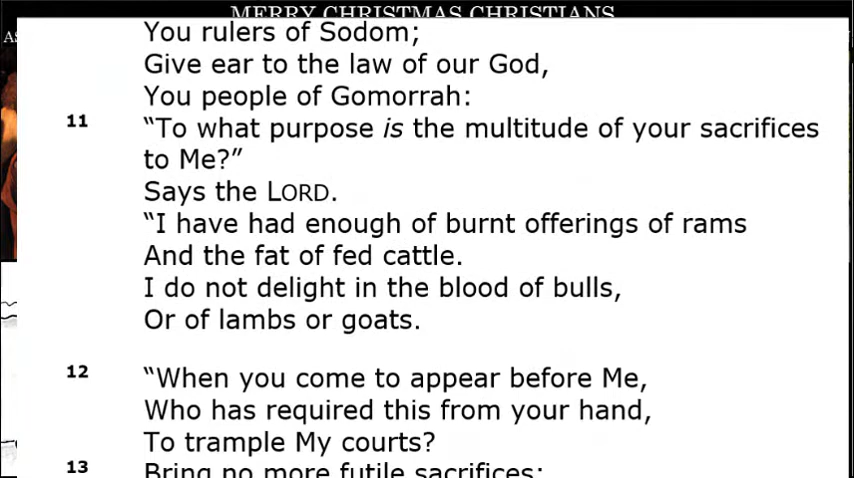 MERRY CHRISTMAS CHRISTIANS
You rulers of Sodom;
Give ear to the law of our God,
You people of Gomorrah:
11 “To what purpose is the multitude of your sacrifices
to Me?”
Says the LORD.
“I have had enough of burnt offerings of rams
And the fat of fed cattle.
I do not delight in the blood of bulls,
Or of lambs or goats.
12 “When you come to appear before Me,
Who has required this from your hand,
To trample My courts?
13 Bring no more futile sacrifices;